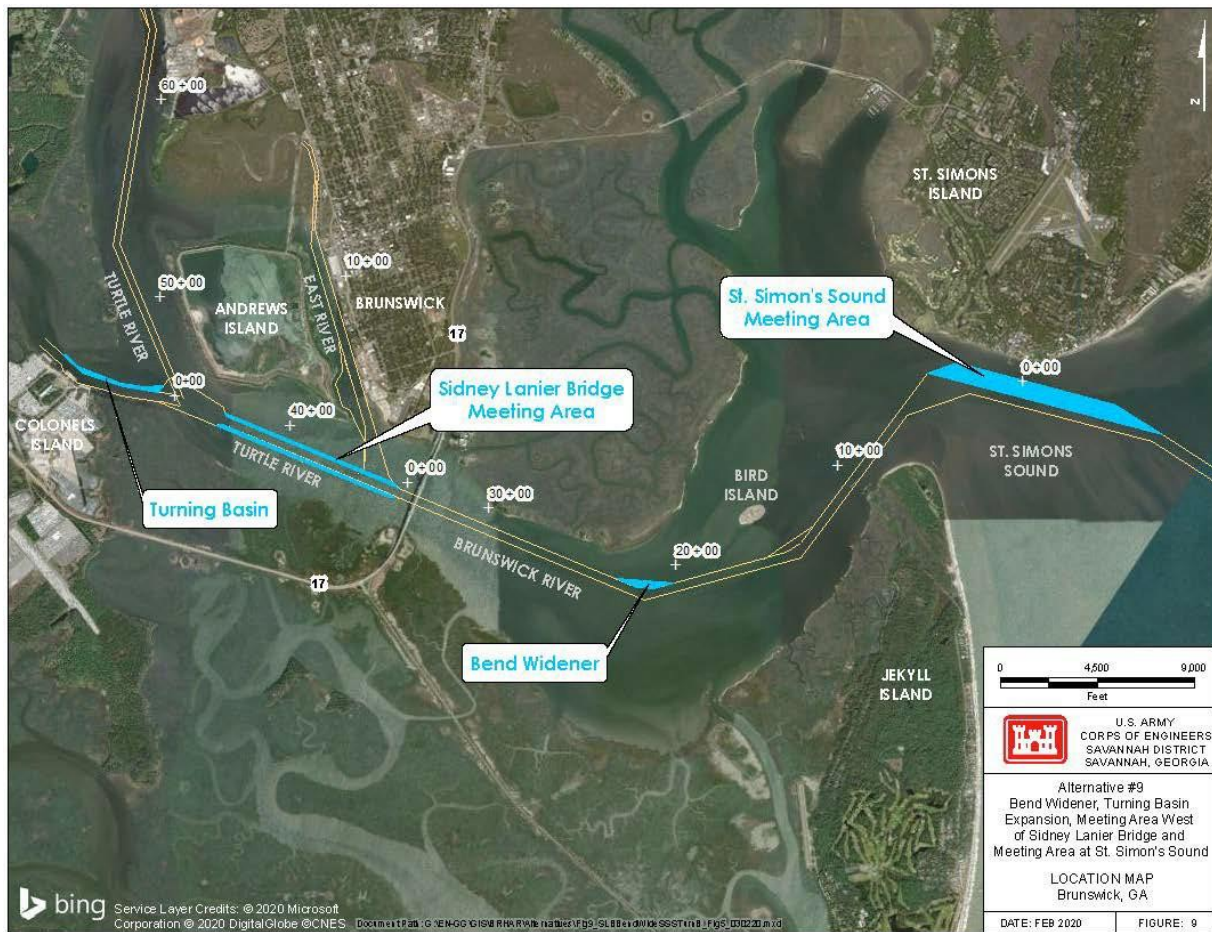 60 + 00
N
ST. SIMONS
ISLAND
10 + 00
TURTLE RIVER
50 + 00
ANDREWS
ISLAND
EAST RIVER
BRUNSWICK
17
St. Simon's Sound
Meeting Area
0+00
0+00
Sidney Lanier Bridge
Meeting Area
COLONELS
ISLAND
40 + 00
TURTLE RIVER
0 + 00
10 + 00
ST. SIMONS
SOUND
BIRD
ISLAND
Turning Basin
30 + 00
BRUNSWICK RIVER
20 + 00
17
Bend Widener
JEKYLL
ISLAND
0 4,500 9,000
Feet
U.S. ARMY
CORPS OF ENGINEERS
SAVANNAH DISTRICT
SAVANNAH, GEORGIA
Alternative #9
Bend Widener, Turning Basin
Expansion, Meeting Area West
of Sidney Lanier Bridge and
Meeting Area at St. Simon's Sound
LOCATION MAP
Brunswick, GA
DATE: FEB 2020 FIGURE: 9
bing
Service Layer Credits: © 2020 Microsoft
Corporation © 2020 DigitalGlobe ©CNES Document Path: